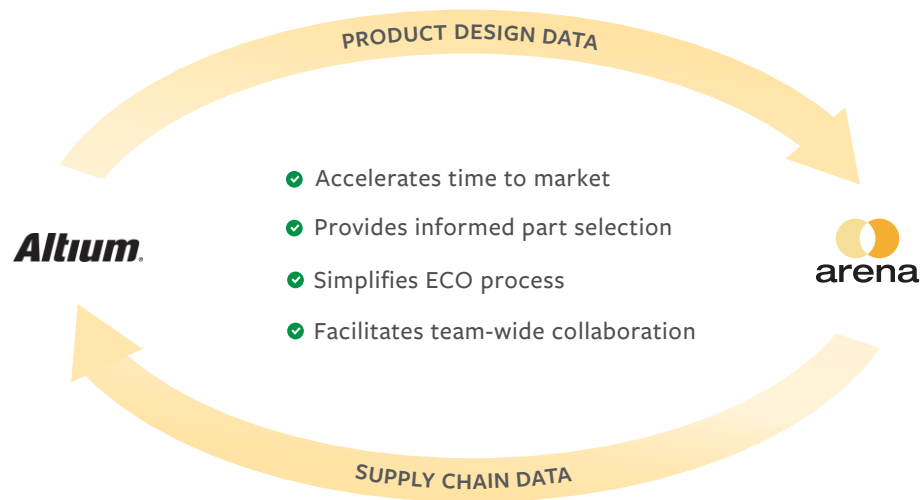 PRODUCT DESIGN DATA
Accelerates time to market
Provides informed part selection
Altium.
arena
Simplifies ECO process
Facilitates team-wide collaboration
SUPPLY CHAIN DATA